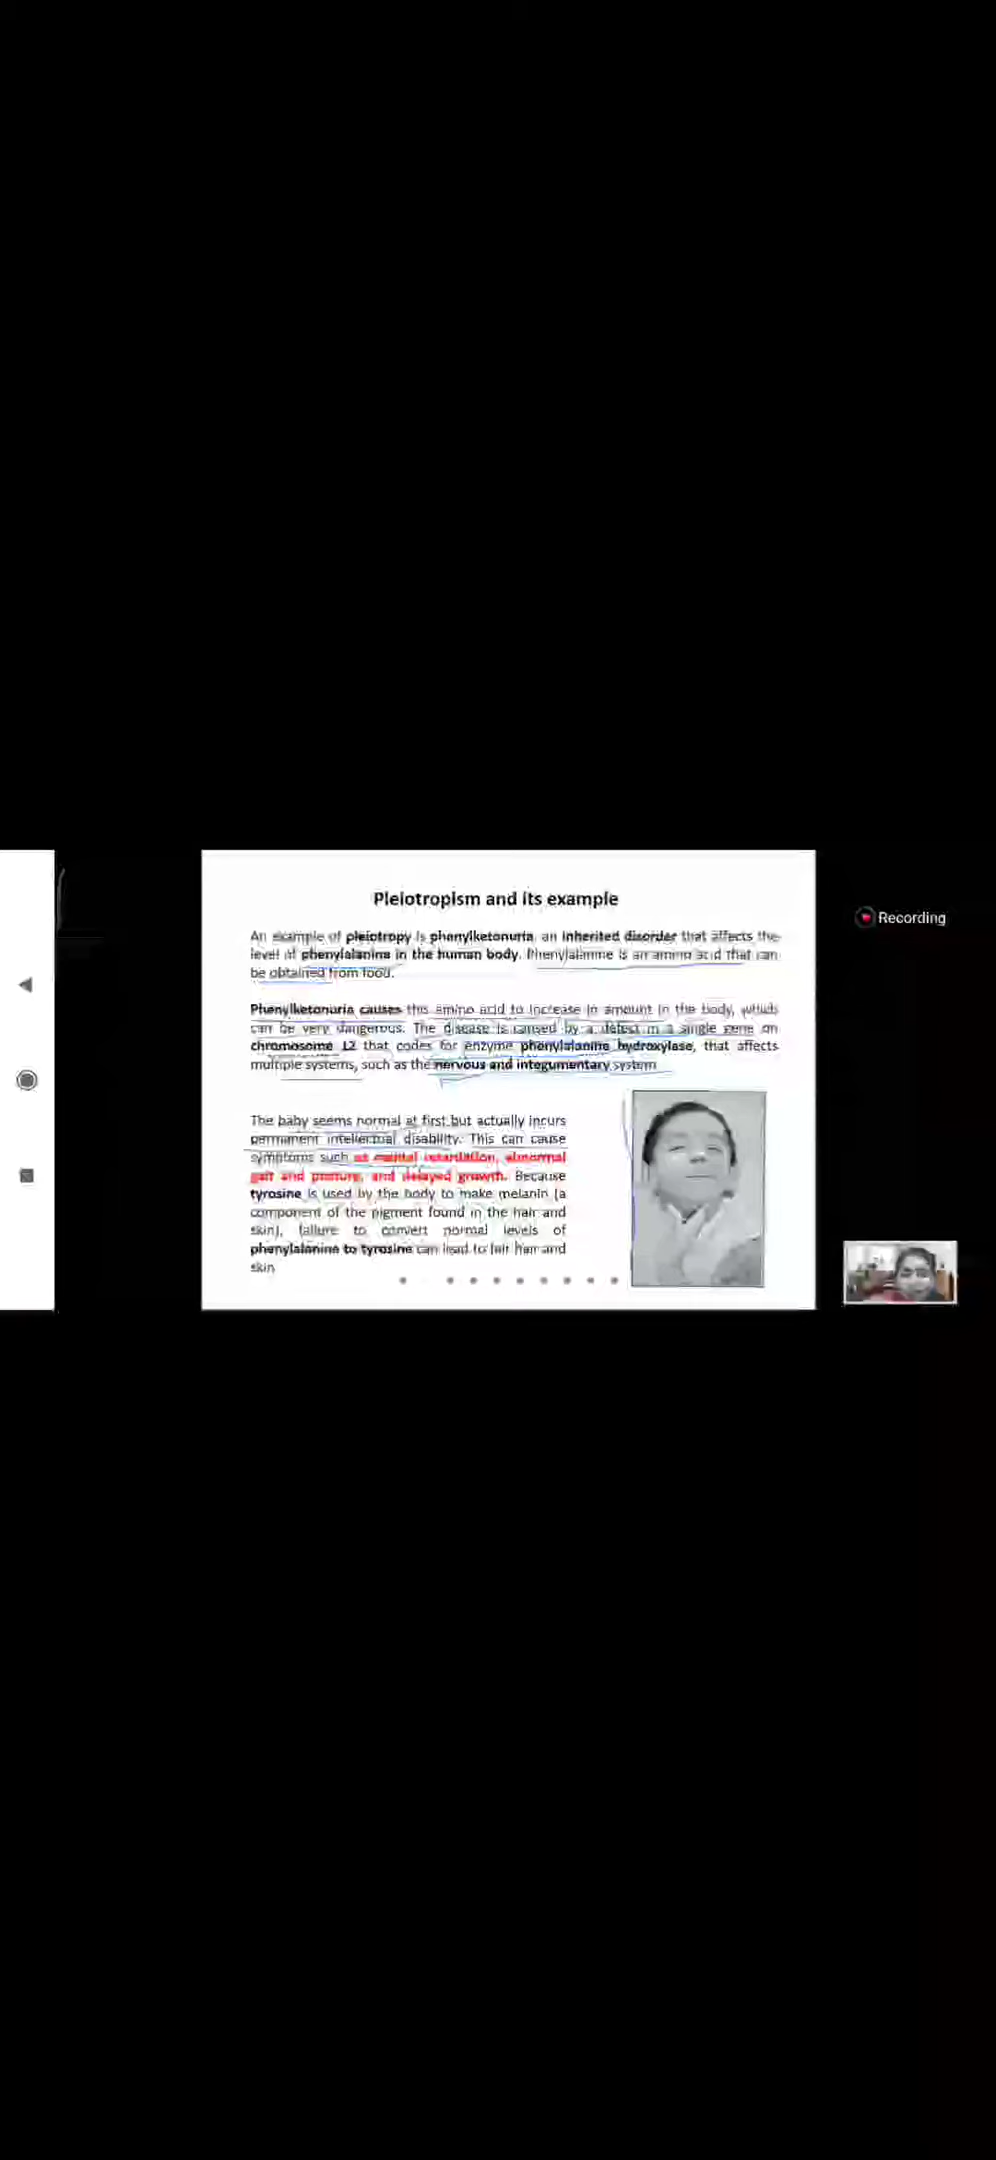 Pleiotropism and its example
An example of pleiotropy is phenylketonuria, an inherited disorder that affects the
level of phenylalanine in the human body. Phenylalanine is an amino acid that can
be obtained from food.
Phenylketonuria causes this amino acid to increase in amount in the body, which
can be very dangerous. The disease is caused by a defect in a single gene on
chromosome 12 that codes for enzyme phenylalanine hydroxylase, that affects
multiple systems, such as the nervous and integumentary system
The baby seems normal at first but actually incurs
permanent intellectual disability. This can cause
symptoms such as mental retardation, abnormal
gait and posture, and delayed growth. Because
tyrosine is used by the body to make melanin (a
component of the pigment found in the hair and
skin), failure to convert normal levels of
phenylalanine to tyrosine can lead to fair hair and
skin
Recording